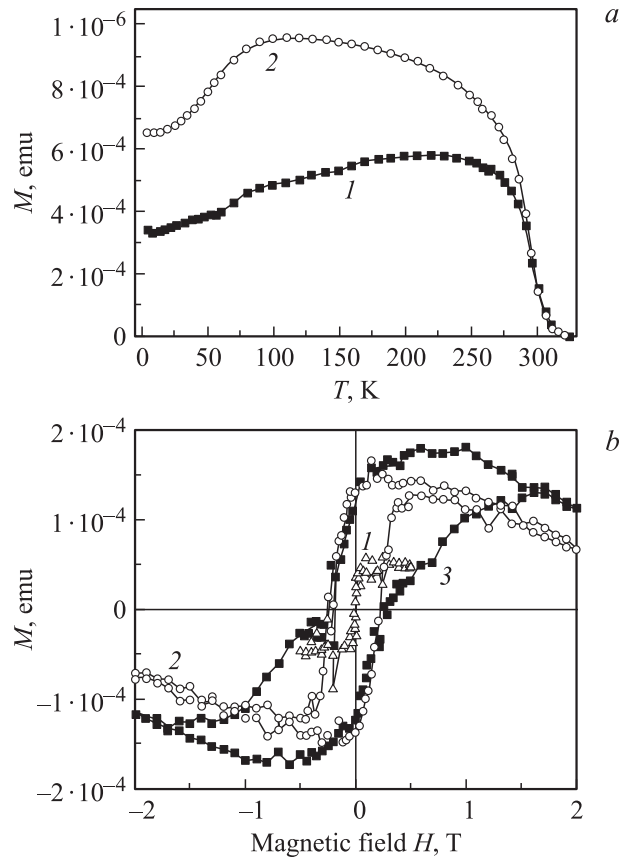 a
1·10⁻⁶
8·10⁻⁴
6·10⁻⁴
4·10⁻⁴
2·10⁻⁴
0
M, emu
2
1
0 50 100 150 200 250 300
T, K
b
2·10⁻⁴
1·10⁻⁴
0
−1·10⁻⁴
−2·10⁻⁴
M, emu
1
3
2
−2 −1 0 1 2
Magnetic field H, T